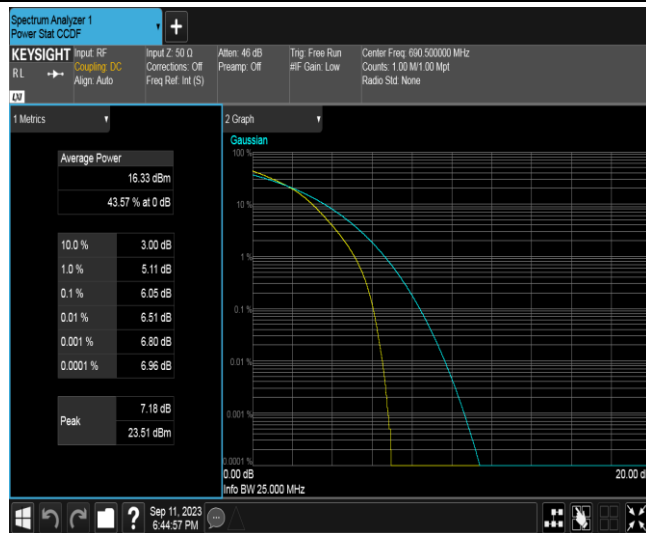 Spectrum Analyzer 1
Power Stat CCDF
+
KEYSIGHT
RL
Input: RF
Coupling: DC
Align: Auto
Input Z: 50 Ω
Corrections: Off
Freq Ref: Int (S)
Atten: 46 dB
Preamp: Off
Trig: Free Run
#IF Gain: Low
Center Freq: 690.500000 MHz
Counts: 1.00 M/1.00 Mpt
Radio Std: None
1 Metrics
Average Power
16.33 dBm
43.57 % at 0 dB
10.0 % 3.00 dB
1.0 % 5.11 dB
0.1 % 6.05 dB
0.01 % 6.51 dB
0.001 % 6.80 dB
0.0001 % 6.96 dB
Peak
7.18 dB
23.51 dBm
2 Graph
Gaussian
100 %
10 %
1 %
0.1 %
0.01 %
0.001 %
0.0001 %
0.00 dB
20.00 d
Info BW 25.000 MHz
?
Sep 11, 2023
6:44:57 PM